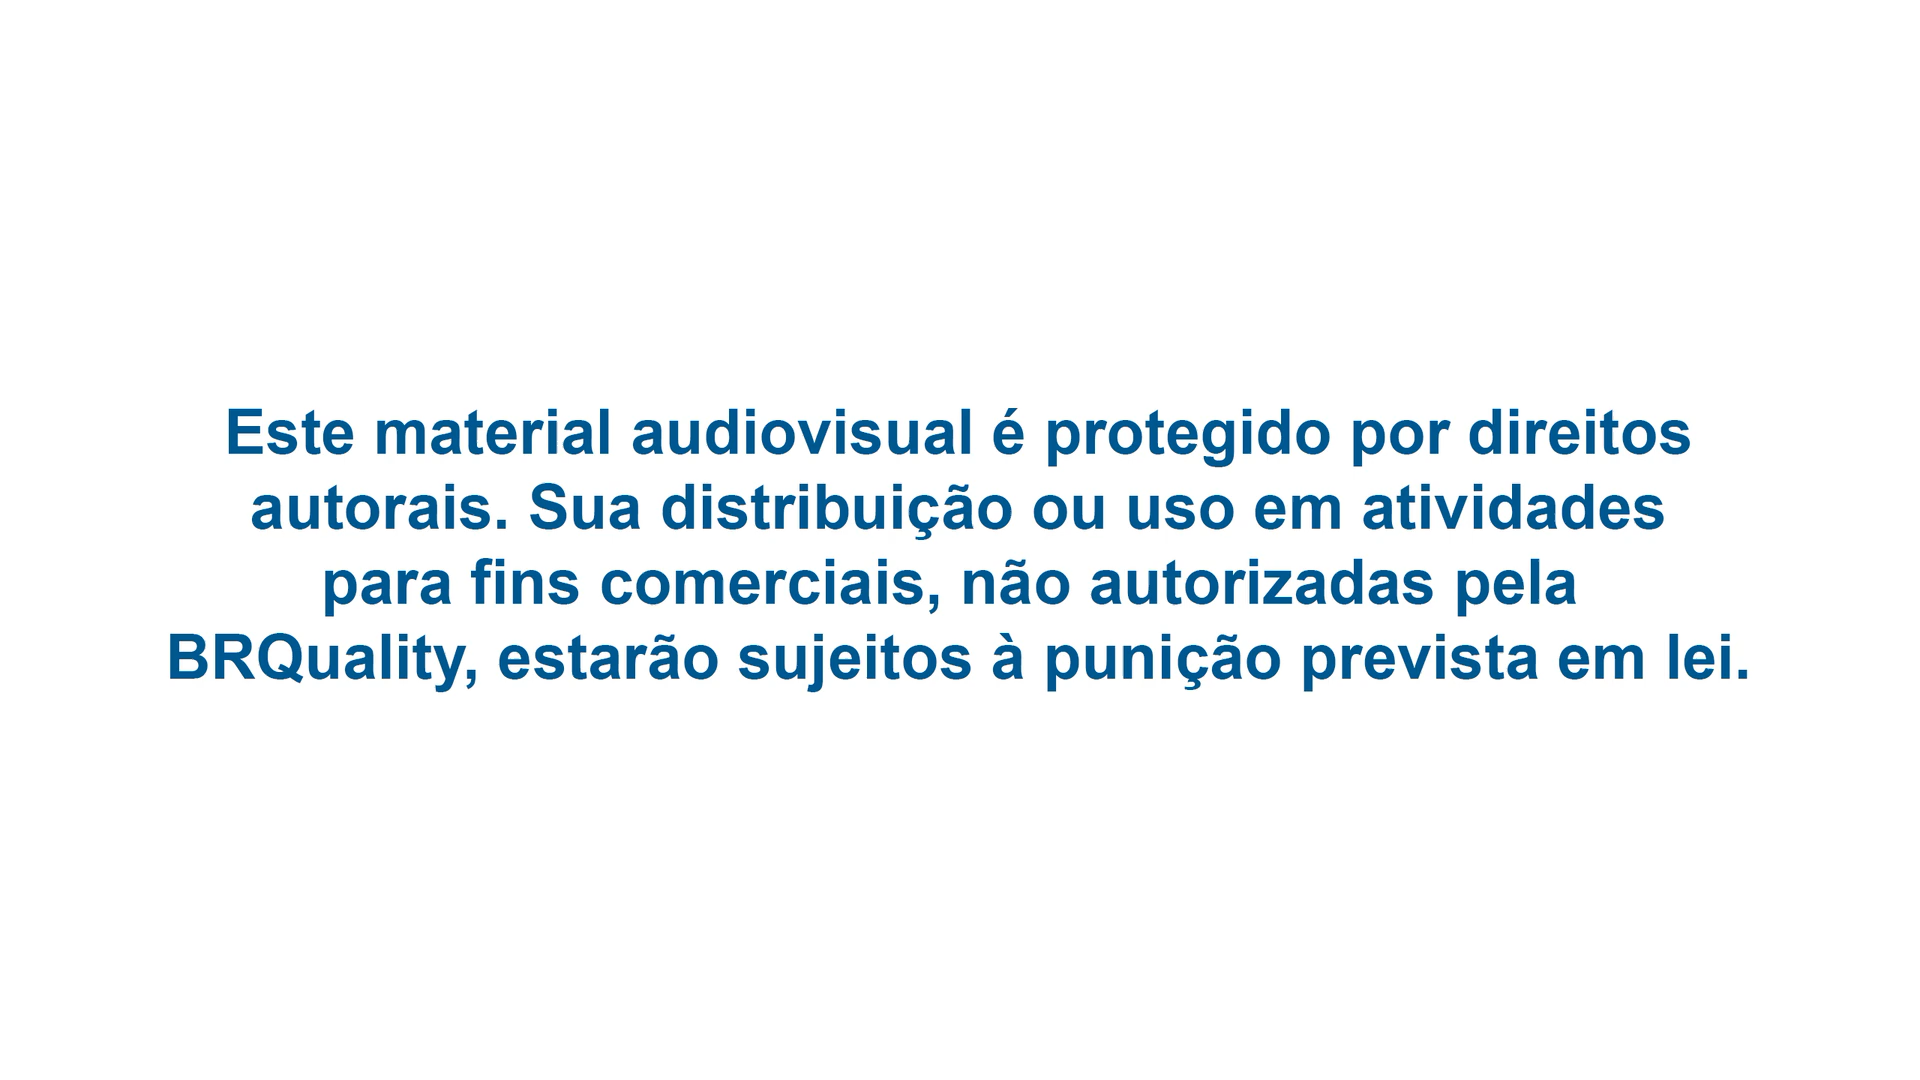 Este material audiovisual é protegido por direitos
autorais. Sua distribuição ou uso em atividades
para fins comerciais, não autorizadas pela
BRQuality, estarão sujeitos à punição prevista em lei.